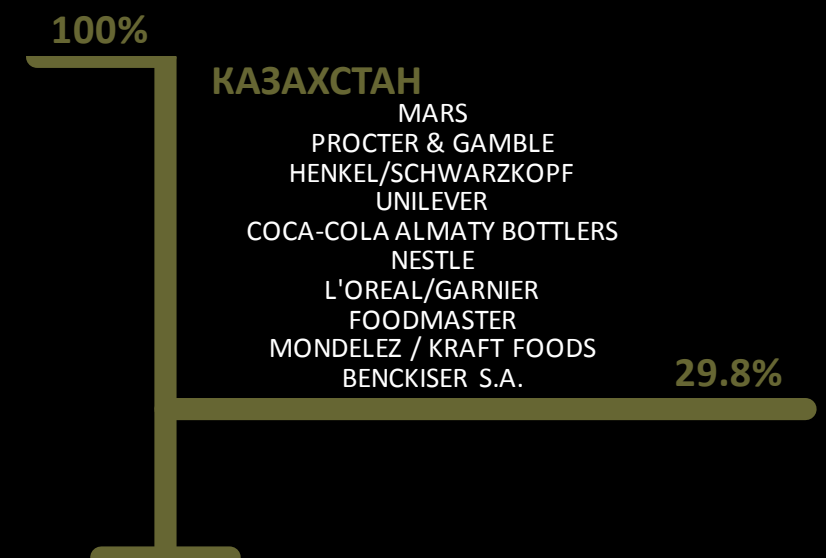 100%
КАЗАХСТАН
MARS
PROCTER & GAMBLE
HENKEL/SCHWARZKOPF
UNILEVER
COCA-COLA ALMATY BOTTLERS
NESTLE
L'OREAL/GARNIER
FOODMASTER
MONDELEZ / KRAFT FOODS
BENCKISER S.A.
29.8%